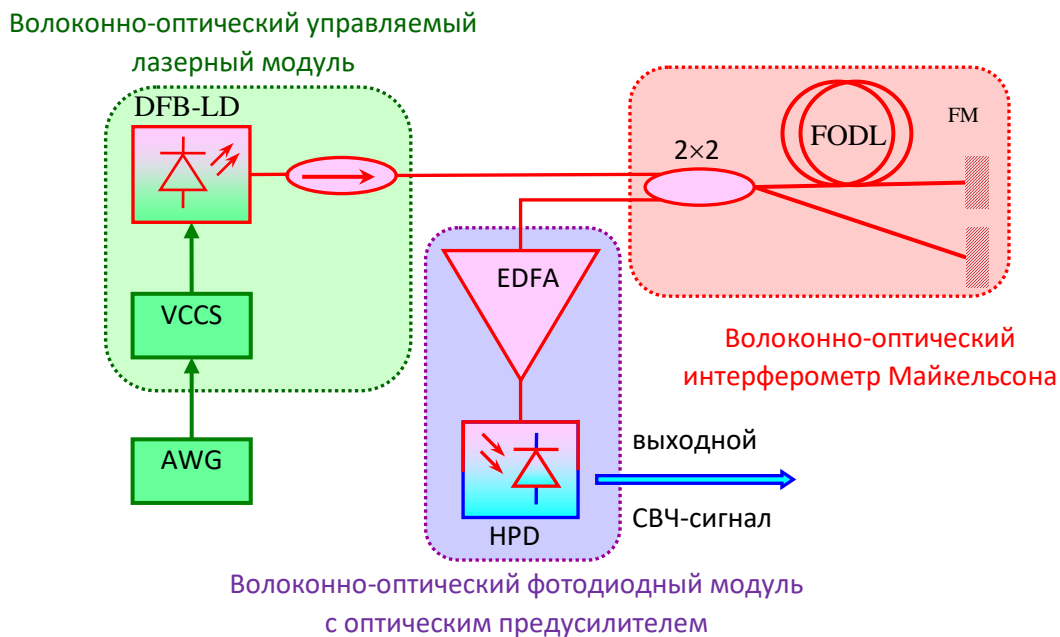 Волоконно-оптический управляемый
лазерный модуль
DFB-LD
VCCS
AWG
2×2
FODL
FM
Волоконно-оптический
интерферометр Майкельсона
EDFA
HPD
выходной
СВЧ-сигнал
Волоконно-оптический фотодиодный модуль
с оптическим предусилителем